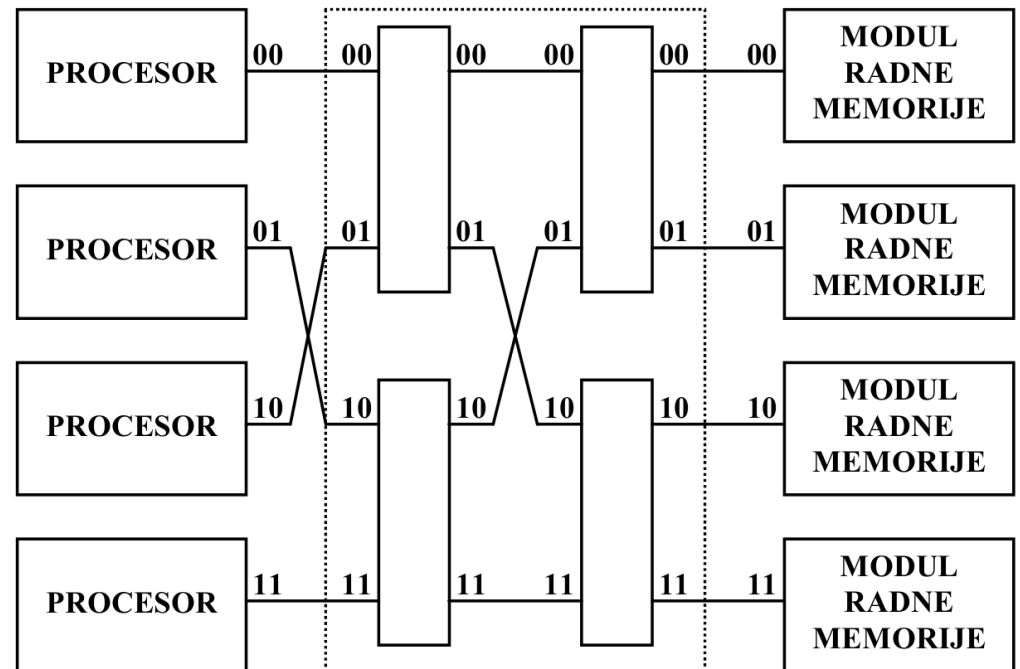 PROCESOR
00 00 00 00 00 00
MODUL
RADNE
MEMORIJE
PROCESOR
01 01 01 01 01 01
MODUL
RADNE
MEMORIJE
PROCESOR
10 10 10 10 10 10
MODUL
RADNE
MEMORIJE
PROCESOR
11 11 11 11 11 11
MODUL
RADNE
MEMORIJE